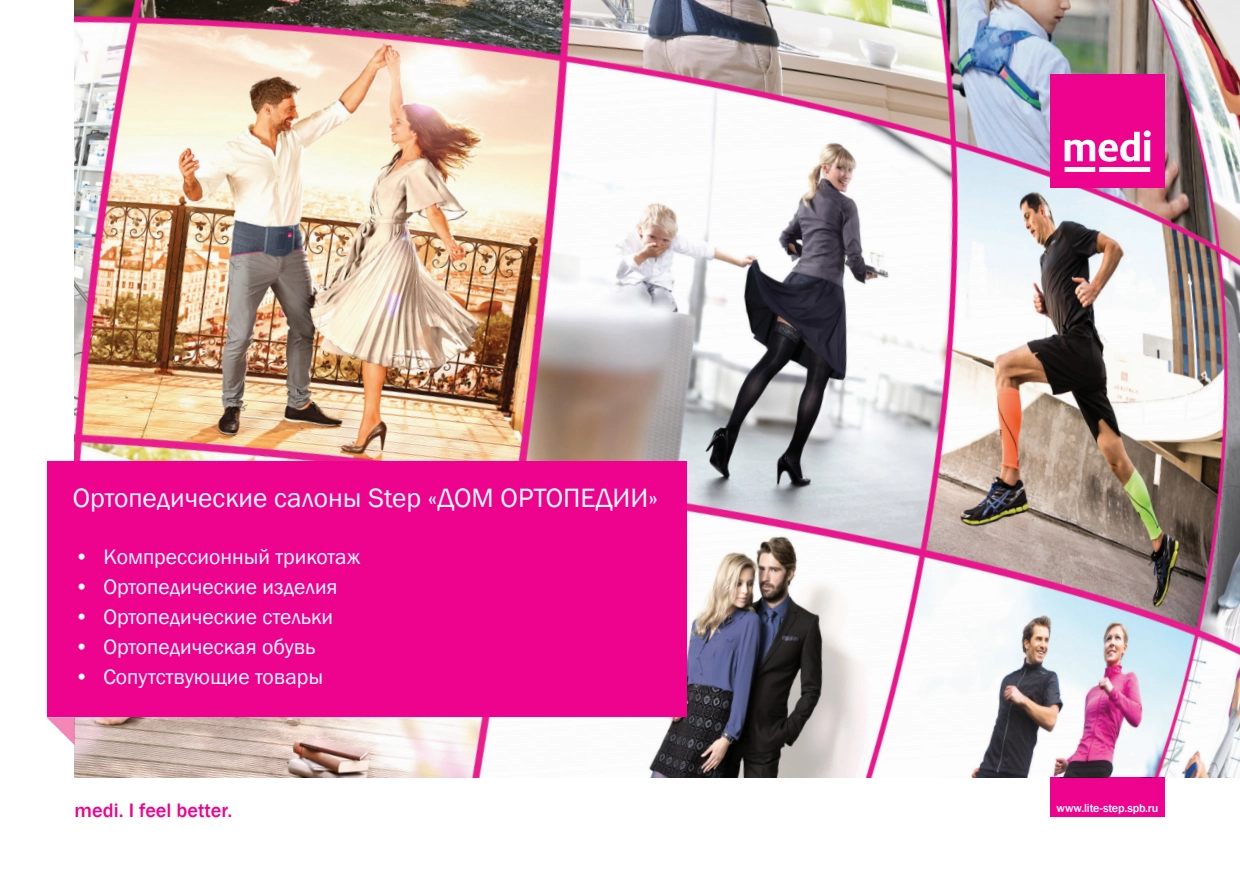 medi
Ортопедические салоны Step «ДОМ ОРТОПЕДИИ»
• Компрессионный трикотаж
• Ортопедические изделия
• Ортопедические стельки
• Ортопедическая обувь
• Сопутствующие товары
medi. I feel better.
www.lite-step.spb.ru